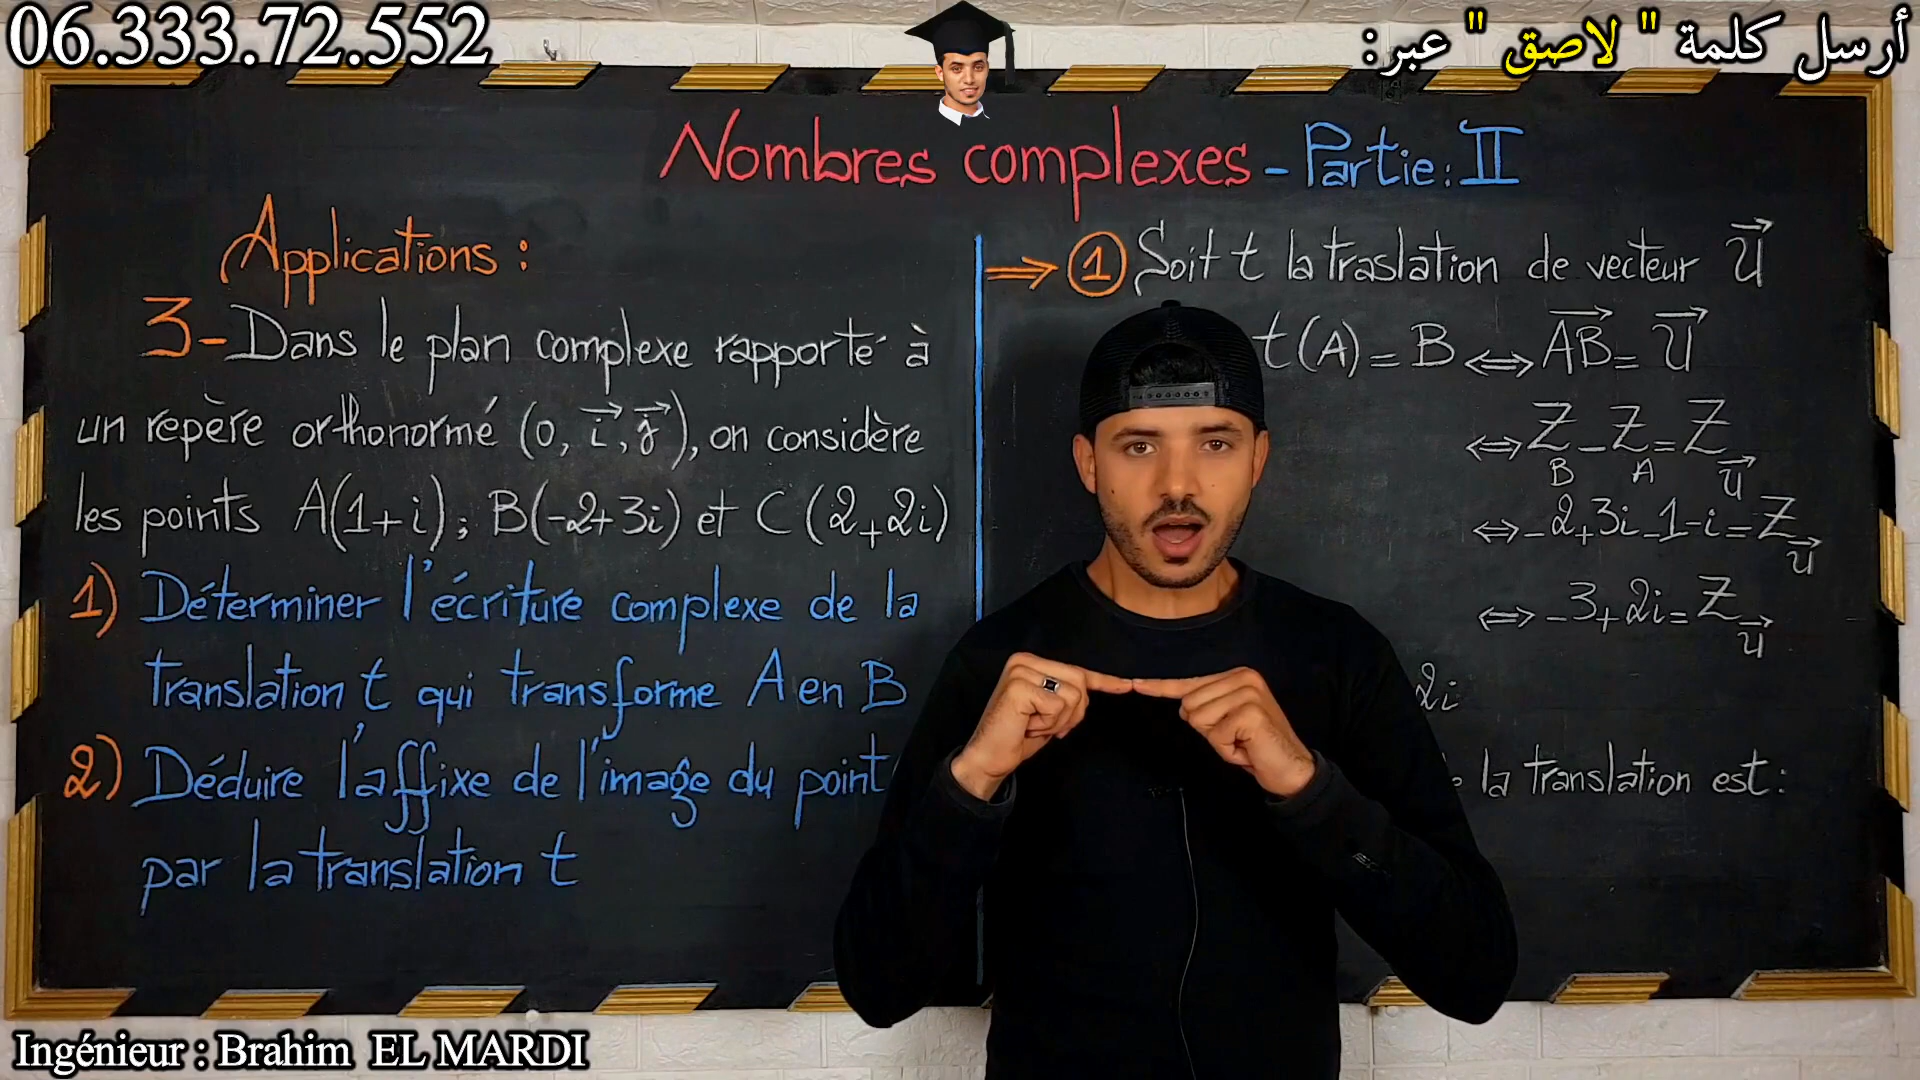 06.333.72.552
أرسل كلمة " لاصق " عبر:
Nombres complexes - Partie: II
Applications :
3- Dans le plan complexe rapporté à
un repère orthonormé (0, i, j), on considère
les points A(1+i) ; B(-2+3i) et C (2+2i)
1) Déterminer l'écriture complexe de la
translation t qui transforme A en B
2) Déduire l'affixe de l'image du point
par la translation t
⇒ 1 Soit t la traslation de vecteur u⃗
t(A) = B ⟺ AB⃗ = u⃗
⟺ Z_B - Z_A = Z_u⃗
⟺ -2+3i-1-i = Z_u⃗
⟺ -3+2i = Z_u⃗
2i
la translation est :
Ingénieur : Brahim EL MARDI